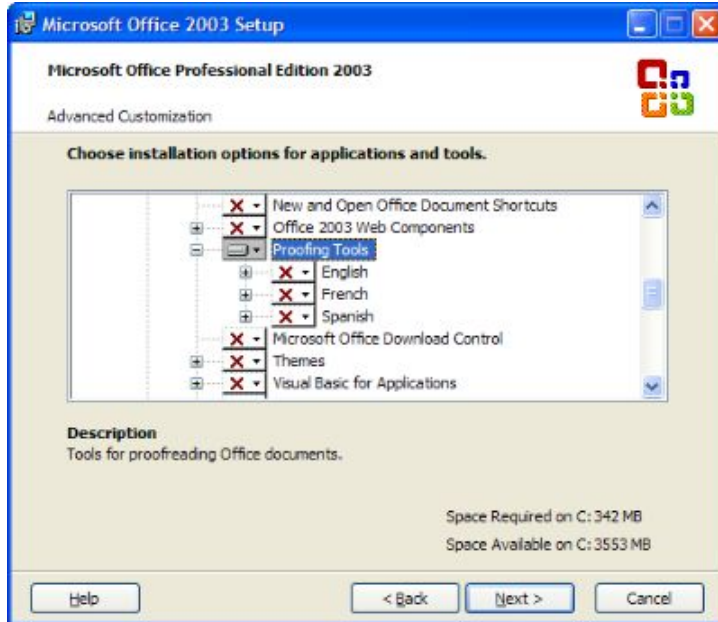 Microsoft Office 2003 Setup
Microsoft Office Professional Edition 2003
Advanced Customization
Choose installation options for applications and tools.
New and Open Office Document Shortcuts
Office 2003 Web Components
Proofing Tools
English
French
Spanish
Microsoft Office Download Control
Themes
Visual Basic for Applications
Description
Tools for proofreading Office documents.
Space Required on C: 342 MB
Space Available on C: 3553 MB
Help < Back Next > Cancel